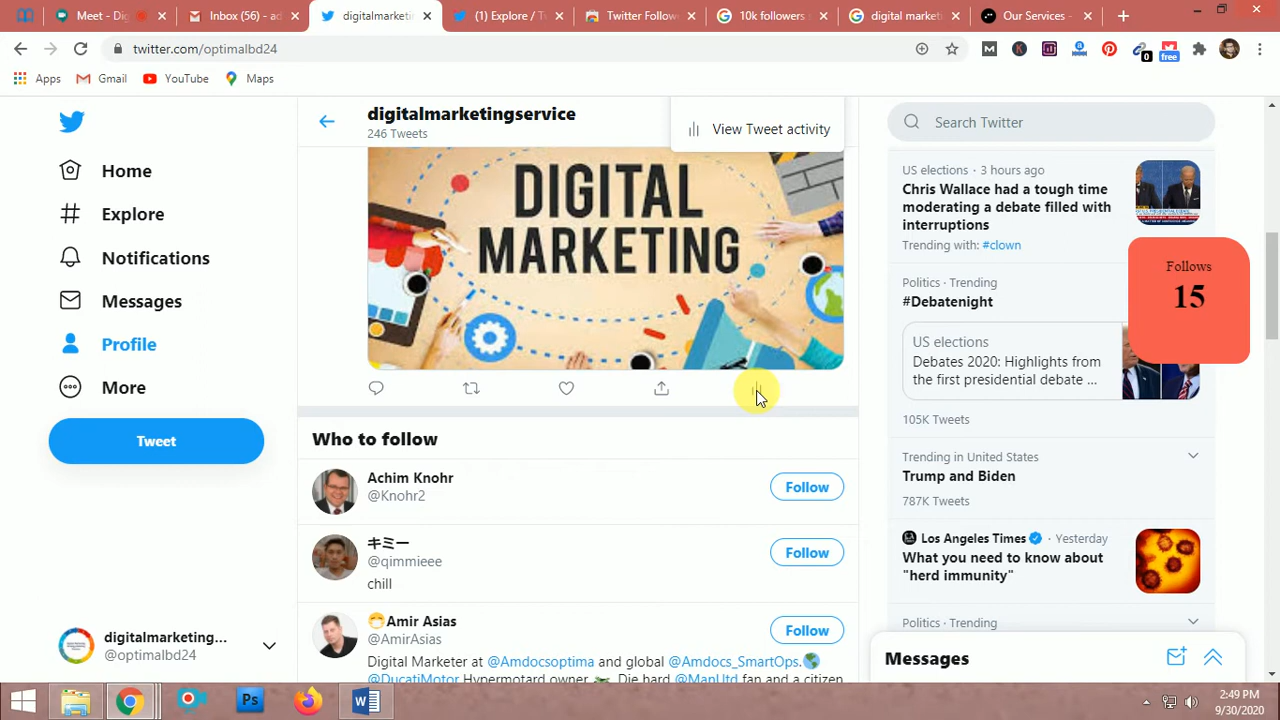 Meet - Dig
Inbox (56) - ad
digitalmarketi
(1) Explore / Tw
Twitter Follow
10k followers s
digital market
Our Services -
twitter.com/optimalbd24
0
free
Apps
Gmail
YouTube
Maps
digitalmarketingservice
246 Tweets
View Tweet activity
Search Twitter
Home
Explore
Notifications
Messages
Profile
More
Tweet
DIGITAL
MARKETING
US elections · 3 hours ago
Chris Wallace had a tough time
moderating a debate filled with
interruptions
Trending with: #clown
Follows
15
Politics · Trending
#Debatenight
US elections
Debates 2020: Highlights from
the first presidential debate ...
105K Tweets
Who to follow
Achim Knohr
@Knohr2
Follow
キミー
@qimmieee
Follow
chill
😷Amir Asias
@AmirAsias
Follow
Digital Marketer at @Amdocsoptima and global @Amdocs_SmartOps.🌎
@DucatiMotor Hypermotard owner 🏍. Die hard @ManUtd fan and a citizen
Trending in United States
Trump and Biden
787K Tweets
Los Angeles Times · Yesterday
What you need to know about
"herd immunity"
Politics · Trending
Messages
digitalmarketing...
@optimalbd24
Ps
2:49 PM
9/30/2020